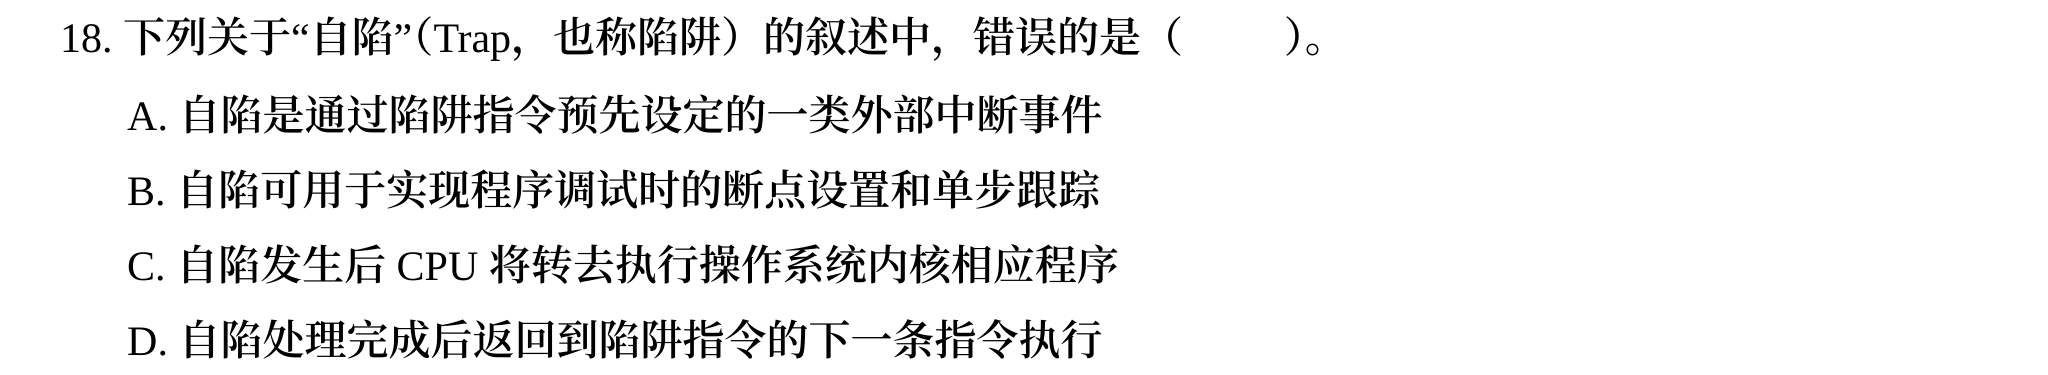 18. 下列关于“自陷”(Trap，也称陷阱）的叙述中，错误的是（　　）。
A. 自陷是通过陷阱指令预先设定的一类外部中断事件
B. 自陷可用于实现程序调试时的断点设置和单步跟踪
C. 自陷发生后 CPU 将转去执行操作系统内核相应程序
D. 自陷处理完成后返回到陷阱指令的下一条指令执行